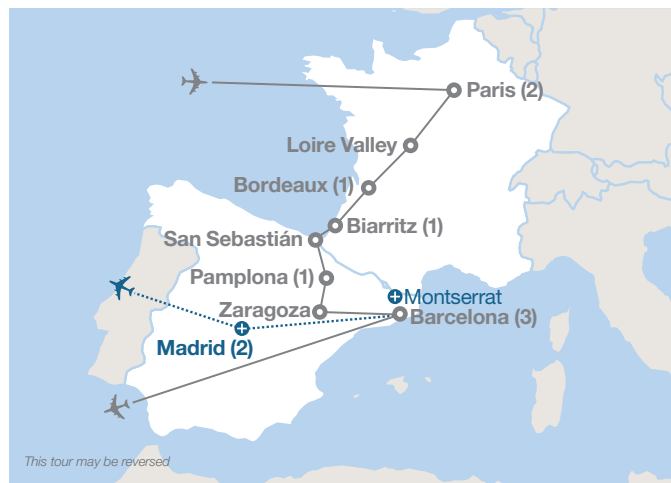 Paris (2)
Loire Valley
Bordeaux (1)
Biarritz (1)
San Sebastián
Pamplona (1)
Montserrat
Zaragoza
Barcelona (3)
Madrid (2)
This tour may be reversed